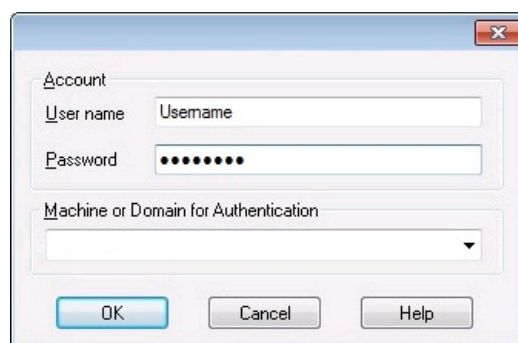 Account
User name Username
Password ••••••••
Machine or Domain for Authentication
OK Cancel Help